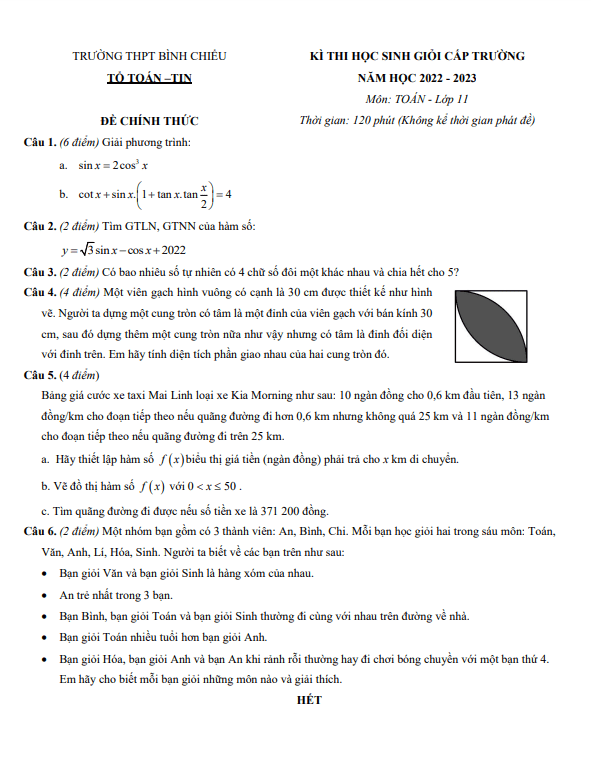 TRƯỜNG THPT BÌNH CHIỂU
TỔ TOÁN –TIN
ĐỀ CHÍNH THỨC
KÌ THI HỌC SINH GIỎI CẤP TRƯỜNG
NĂM HỌC 2022 - 2023
Môn: TOÁN - Lớp 11
Thời gian: 120 phút (Không kể thời gian phát đề)
Câu 1. (6 điểm) Giải phương trình:
a. sin x = 2cos³ x
b. cot x + sin x.(1 + tan x.tan x/2) = 4
Câu 2. (2 điểm) Tìm GTLN, GTNN của hàm số:
y = √3 sin x − cos x + 2022
Câu 3. (2 điểm) Có bao nhiêu số tự nhiên có 4 chữ số đôi một khác nhau và chia hết cho 5?
Câu 4. (4 điểm) Một viên gạch hình vuông có cạnh là 30 cm được thiết kế như hình
vẽ. Người ta dựng một cung tròn có tâm là một đỉnh của viên gạch với bán kính 30
cm, sau đó dựng thêm một cung tròn nữa như vậy nhưng có tâm là đỉnh đối diện
với đỉnh trên. Em hãy tính diện tích phần giao nhau của hai cung tròn đó.
Câu 5. (4 điểm)
Bảng giá cước xe taxi Mai Linh loại xe Kia Morning như sau: 10 ngàn đồng cho 0,6 km đầu tiên, 13 ngàn
đồng/km cho đoạn tiếp theo nếu quãng đường đi hơn 0,6 km nhưng không quá 25 km và 11 ngàn đồng/km
cho đoạn tiếp theo nếu quãng đường đi trên 25 km.
a. Hãy thiết lập hàm số f(x) biểu thị giá tiền (ngàn đồng) phải trả cho x km di chuyển.
b. Vẽ đồ thị hàm số f(x) với 0 < x ≤ 50 .
c. Tìm quãng đường đi được nếu số tiền xe là 371 200 đồng.
Câu 6. (2 điểm) Một nhóm bạn gồm có 3 thành viên: An, Bình, Chi. Mỗi bạn học giỏi hai trong sáu môn: Toán,
Văn, Anh, Lí, Hóa, Sinh. Người ta biết về các bạn trên như sau:
• Bạn giỏi Văn và bạn giỏi Sinh là hàng xóm của nhau.
• An trẻ nhất trong 3 bạn.
• Bạn Bình, bạn giỏi Toán và bạn giỏi Sinh thường đi cùng với nhau trên đường về nhà.
• Bạn giỏi Toán nhiều tuổi hơn bạn giỏi Anh.
• Bạn giỏi Hóa, bạn giỏi Anh và bạn An khi rảnh rỗi thường hay đi chơi bóng chuyền với một bạn thứ 4.
Em hãy cho biết mỗi bạn giỏi những môn nào và giải thích.
HẾT